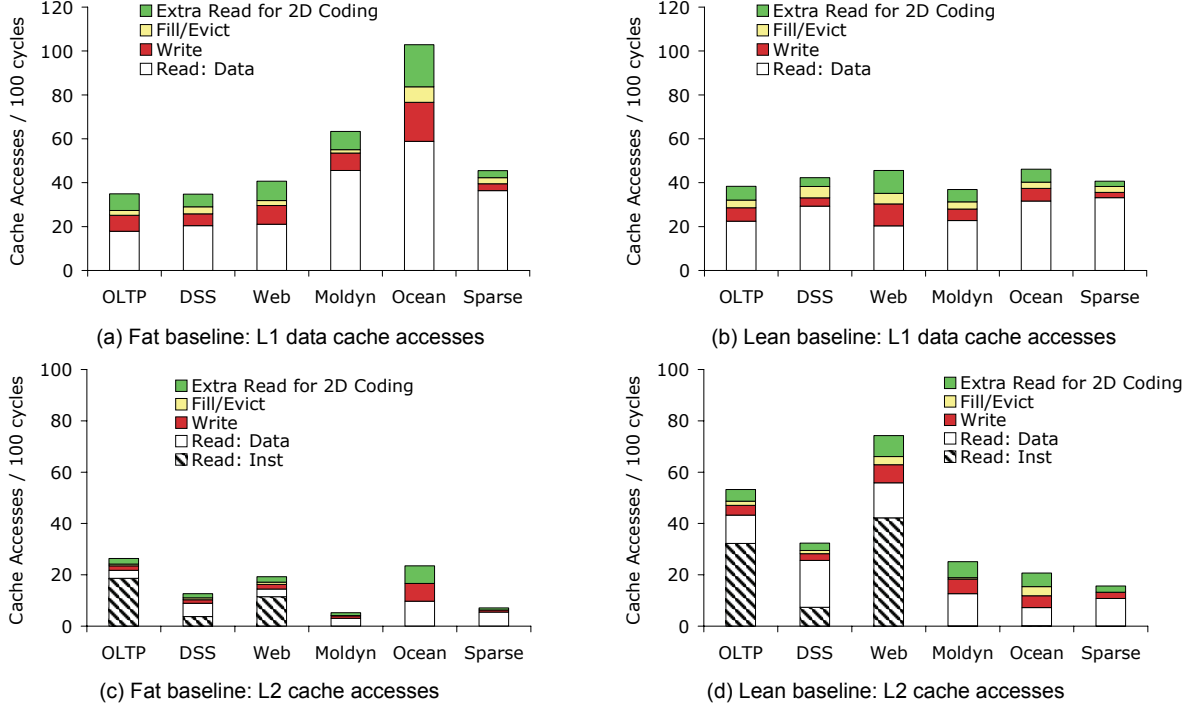 Cache Accesses / 100 cycles
120
100
80
60
40
20
0
Extra Read for 2D Coding
Fill/Evict
Write
Read: Data
OLTP DSS Web Moldyn Ocean Sparse
(a) Fat baseline: L1 data cache accesses
Cache Accesses / 100 cycles
120
100
80
60
40
20
0
Extra Read for 2D Coding
Fill/Evict
Write
Read: Data
OLTP DSS Web Moldyn Ocean Sparse
(b) Lean baseline: L1 data cache accesses
Cache Accesses / 100 cycles
100
80
60
40
20
0
Extra Read for 2D Coding
Fill/Evict
Write
Read: Data
Read: Inst
OLTP DSS Web Moldyn Ocean Sparse
(c) Fat baseline: L2 cache accesses
Cache Accesses / 100 cycles
100
80
60
40
20
0
Extra Read for 2D Coding
Fill/Evict
Write
Read: Data
Read: Inst
OLTP DSS Web Moldyn Ocean Sparse
(d) Lean baseline: L2 cache accesses